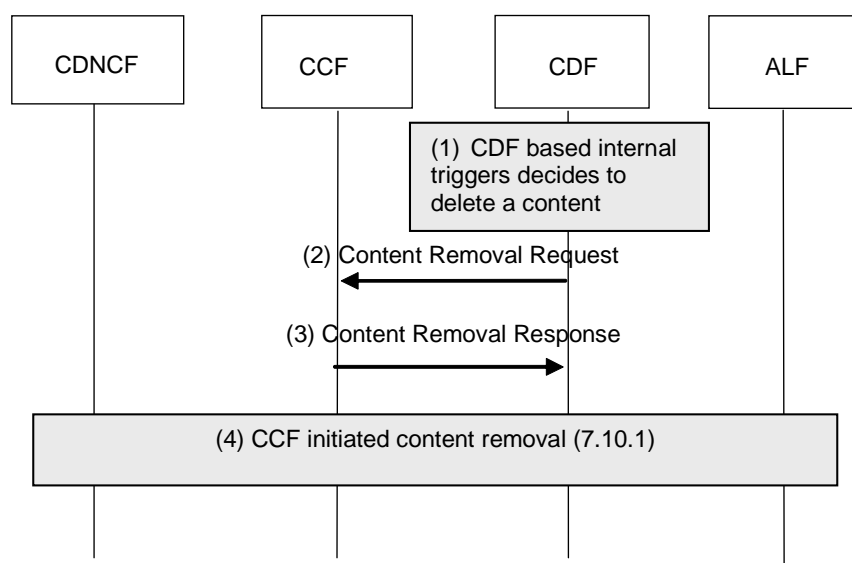 CDNCF
CCF
CDF
ALF
(1) CDF based internal
triggers decides to
delete a content
(2) Content Removal Request
(3) Content Removal Response
(4) CCF initiated content removal (7.10.1)